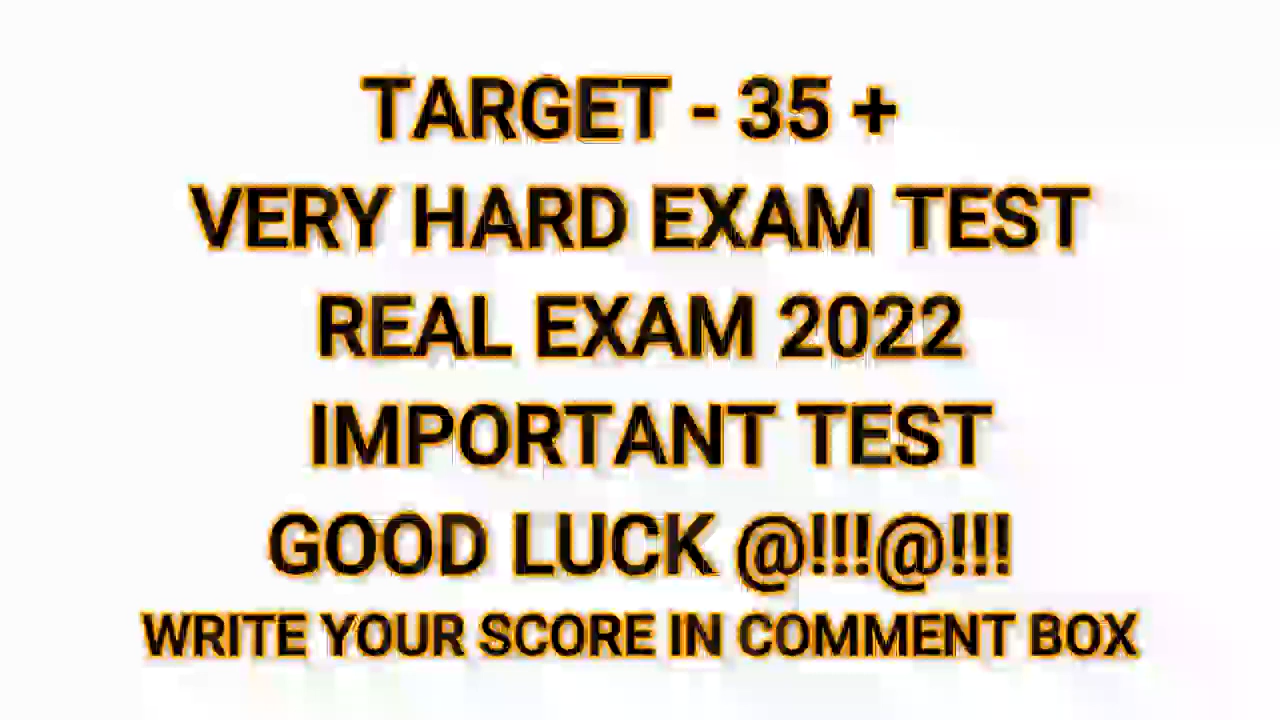 TARGET - 35 +
VERY HARD EXAM TEST
REAL EXAM 2022
IMPORTANT TEST
GOOD LUCK @!!!@!!!
WRITE YOUR SCORE IN COMMENT BOX